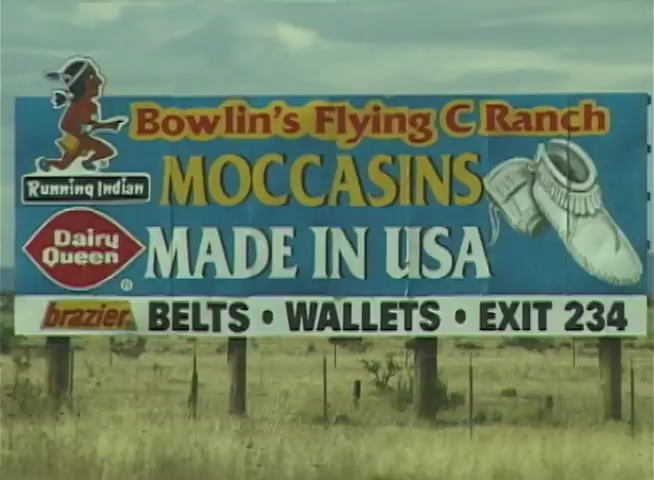 Bowlin's Flying C Ranch
Running Indian
MOCCASINS
Dairy
Queen
®
MADE IN USA
brazier.
BELTS • WALLETS • EXIT 234